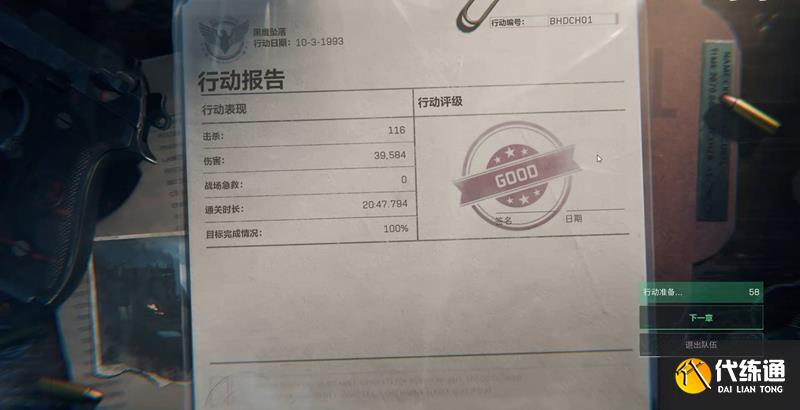 黑鹰坠落
行动日期: 10-3-1993
行动编号: BHDCH01
行动报告
行动表现
行动评级
击杀: 116
伤害: 39,584
战场急救: 0
通关时长: 20:47.794
目标完成情况: 100%
GOOD
签名
日期
行动准备... 58
下一章
退出队伍
代练通
DAI LIAN TONG